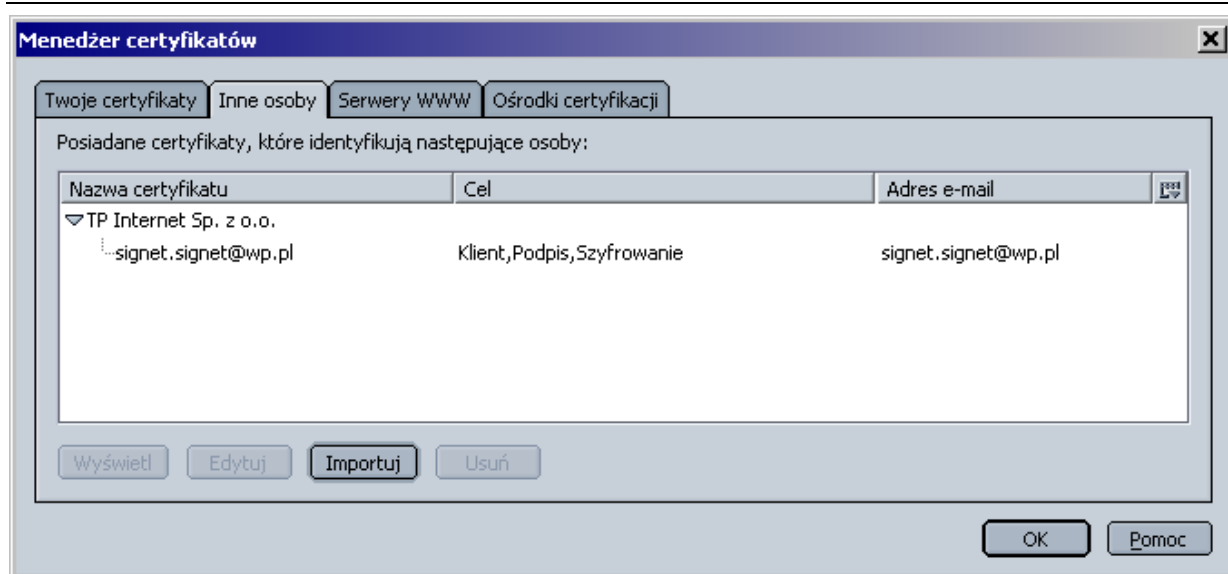 Menedżer certyfikatów
Twoje certyfikaty Inne osoby Serwery WWW Ośrodki certyfikacji
Posiadane certyfikaty, które identyfikują następujące osoby:
Nazwa certyfikatu Cel Adres e-mail
TP Internet Sp. z o.o.
signet.signet@wp.pl Klient,Podpis,Szyfrowanie signet.signet@wp.pl
Wyświetl Edytuj Importuj Usuń
OK Pomoc